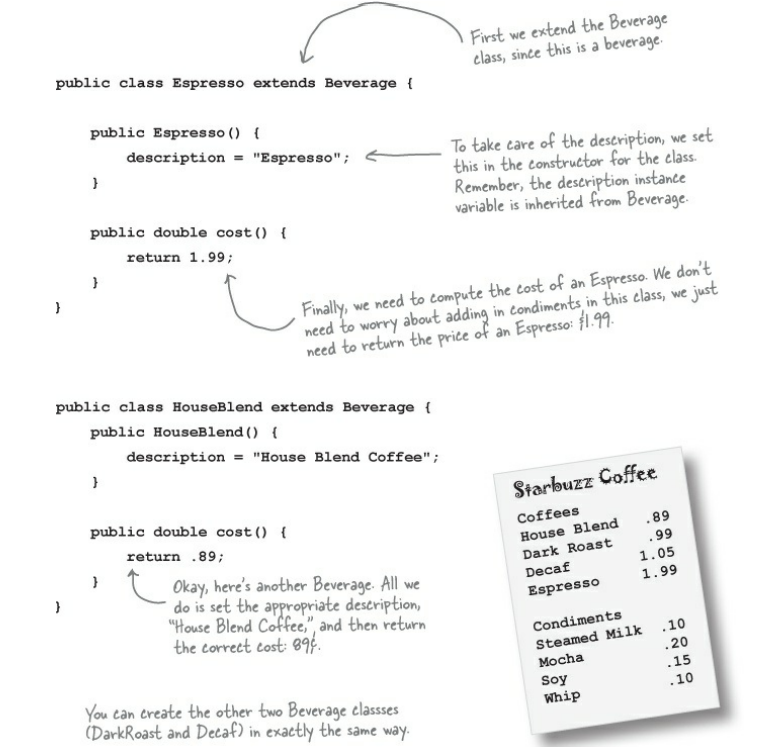 First we extend the Beverage
class, since this is a beverage.
public class Espresso extends Beverage {
public Espresso() {
description = "Espresso";
}
To take care of the description, we set
this in the constructor for the class.
Remember, the description instance
variable is inherited from Beverage.
public double cost() {
return 1.99;
}
}
Finally, we need to compute the cost of an Espresso. We don't
need to worry about adding in condiments in this class, we just
need to return the price of an Espresso: $1.99.
public class HouseBlend extends Beverage {
public HouseBlend() {
description = "House Blend Coffee";
}
public double cost() {
return .89;
}
}
Okay, here's another Beverage. All we
do is set the appropriate description,
"House Blend Coffee," and then return
the correct cost: 89¢.
You can create the other two Beverage classses
(DarkRoast and Decaf) in exactly the same way.
Starbuzz Coffee
Coffees
House Blend .89
Dark Roast .99
Decaf 1.05
Espresso 1.99
Condiments
Steamed Milk .10
Mocha .20
Soy .15
Whip .10